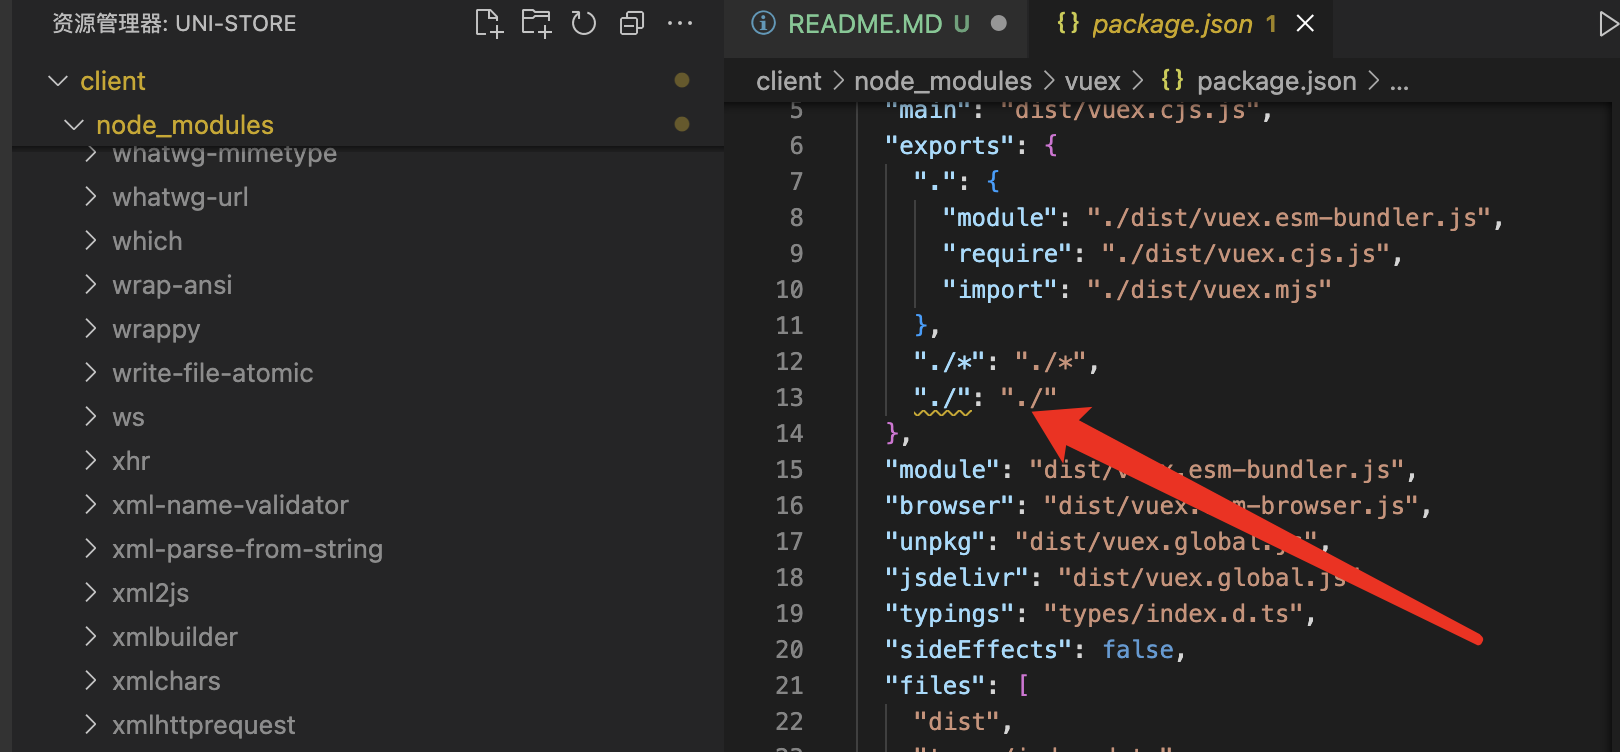 资源管理器: UNI-STORE
client
node_modules
whatwg-mimetype
whatwg-url
which
wrap-ansi
wrappy
write-file-atomic
ws
xhr
xml-name-validator
xml-parse-from-string
xml2js
xmlbuilder
xmlchars
xmlhttprequest
README.MD U
{} package.json 1
client > node_modules > vuex > {} package.json > ...
5 "main": "dist/vuex.cjs.js",
6 "exports": {
7 ".": {
8 "module": "./dist/vuex.esm-bundler.js",
9 "require": "./dist/vuex.cjs.js",
10 "import": "./dist/vuex.mjs"
11 },
12 "./*": "./*",
13 "./": "./"
14 },
15 "module": "dist/vuex.esm-bundler.js",
16 "browser": "dist/vuex.esm-browser.js",
17 "unpkg": "dist/vuex.global.js",
18 "jsdelivr": "dist/vuex.global.js"
19 "typings": "types/index.d.ts",
20 "sideEffects": false,
21 "files": [
22 "dist",
23